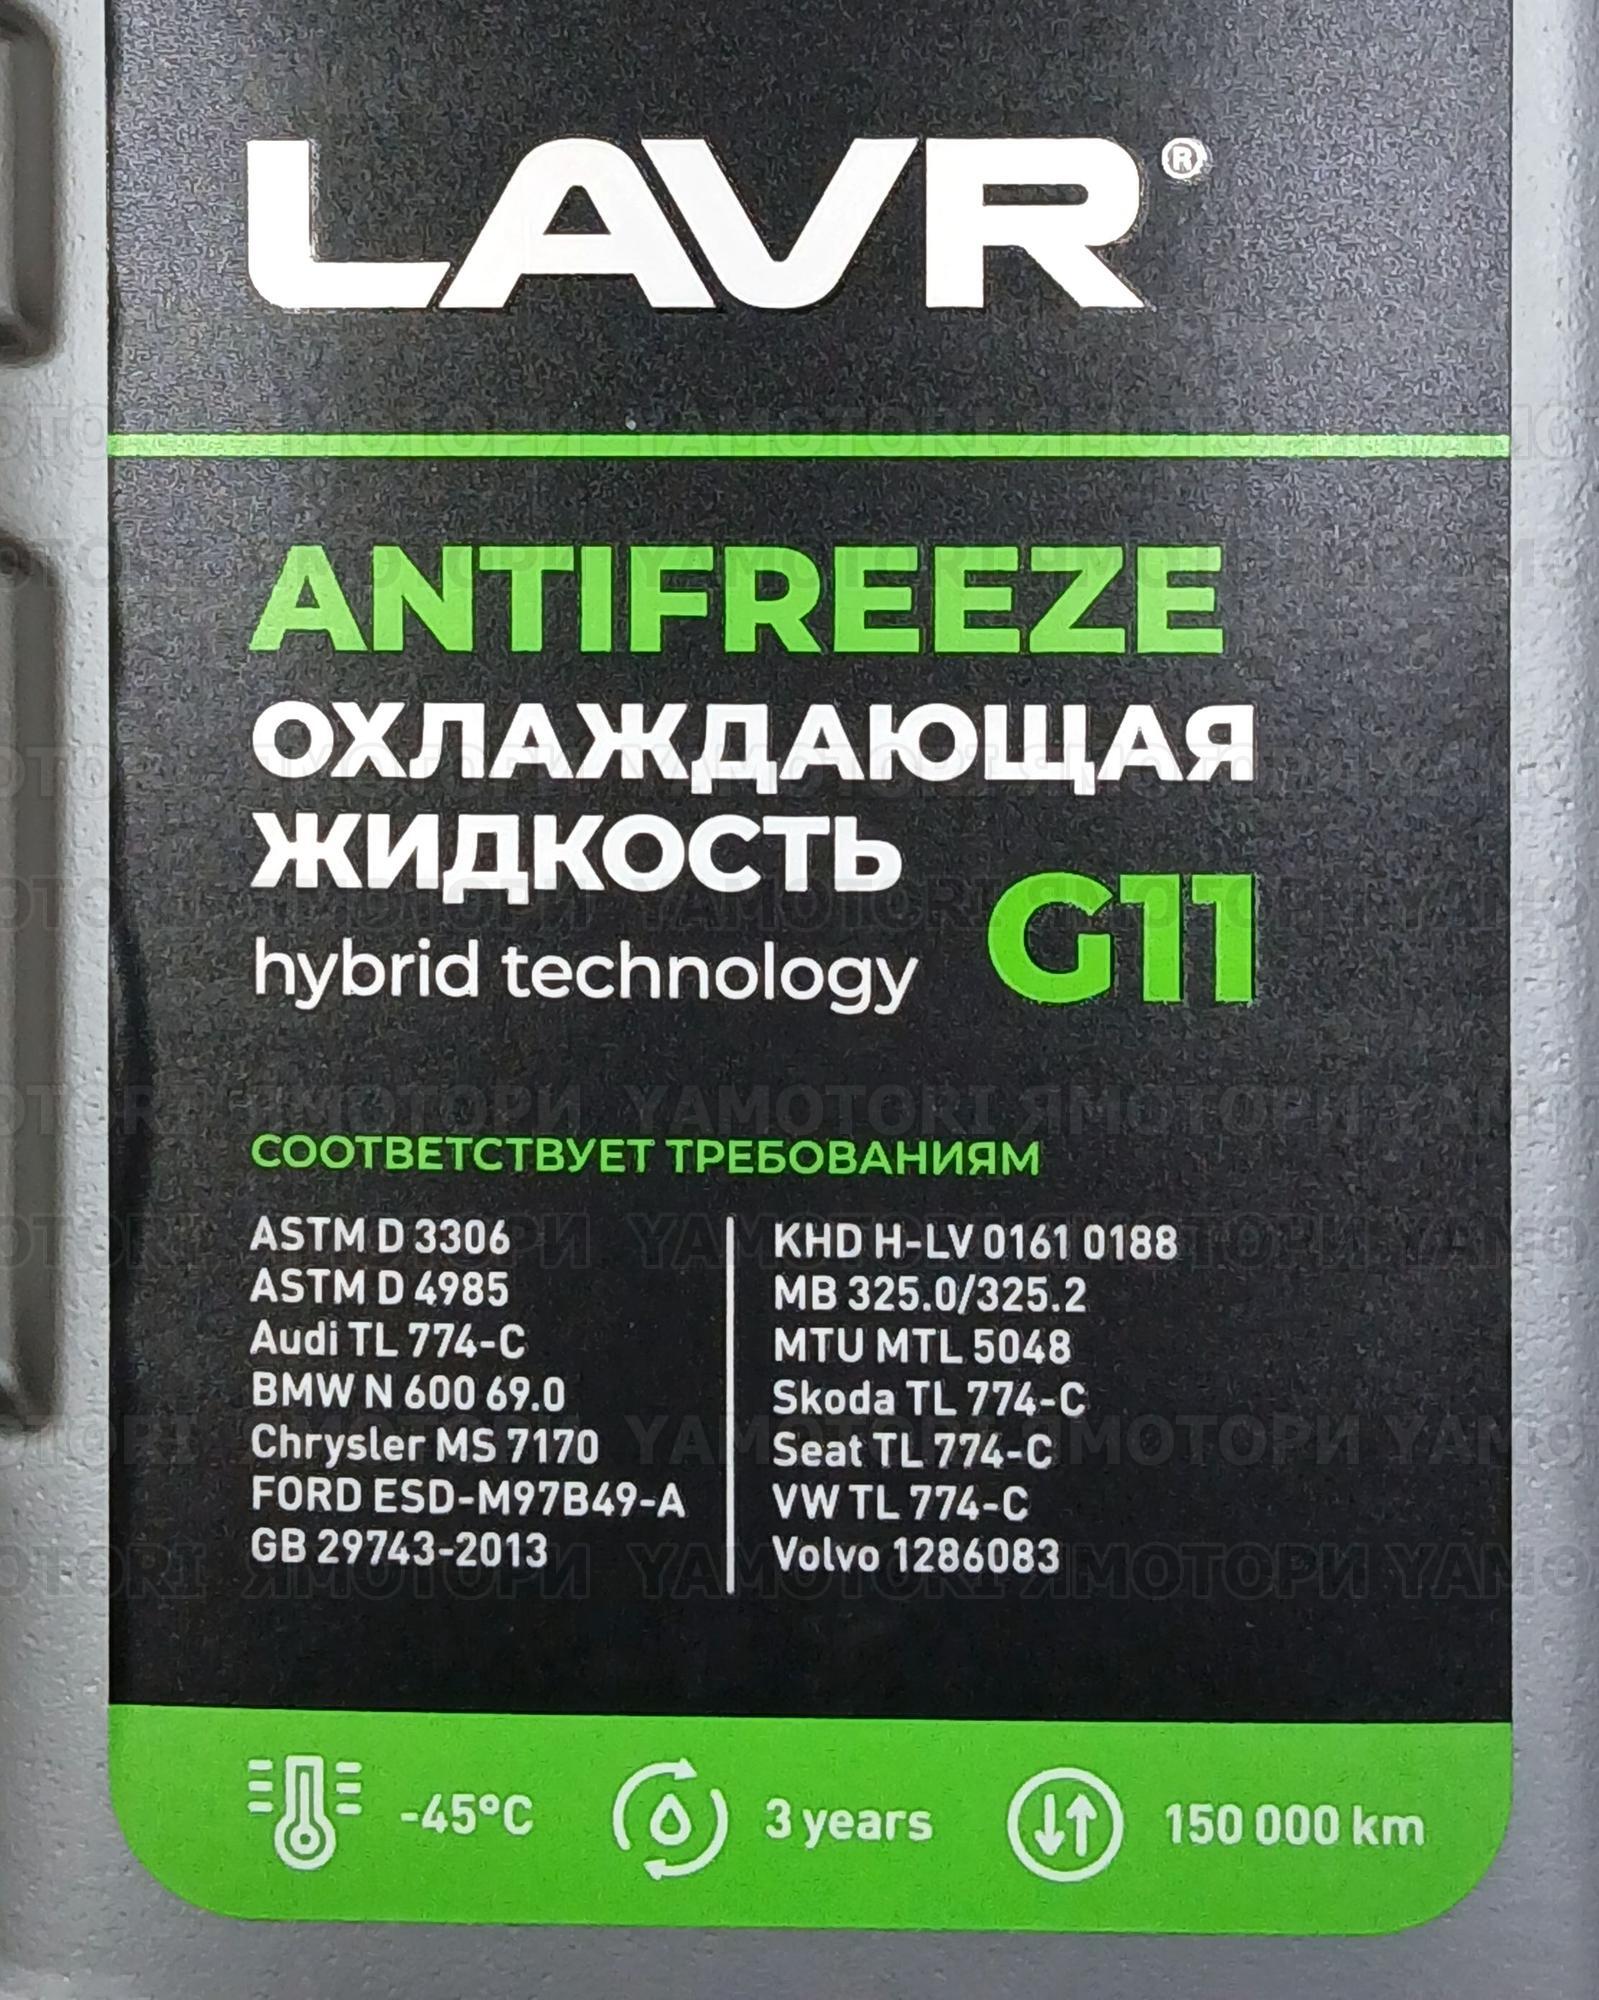 LAVR®
ANTIFREEZE
ОХЛАЖДАЮЩАЯ
ЖИДКОСТЬ
hybrid technology G11
СООТВЕТСТВУЕТ ТРЕБОВАНИЯМ
ASTM D 3306
ASTM D 4985
Audi TL 774-C
BMW N 600 69.0
Chrysler MS 7170
FORD ESD-M97B49-A
GB 29743-2013
KHD H-LV 0161 0188
MB 325.0/325.2
MTU MTL 5048
Skoda TL 774-C
Seat TL 774-C
VW TL 774-C
Volvo 1286083
-45°C 3 years 150 000 km
ЯМОТОРИ YAMOTORI ЯМОТОРИ